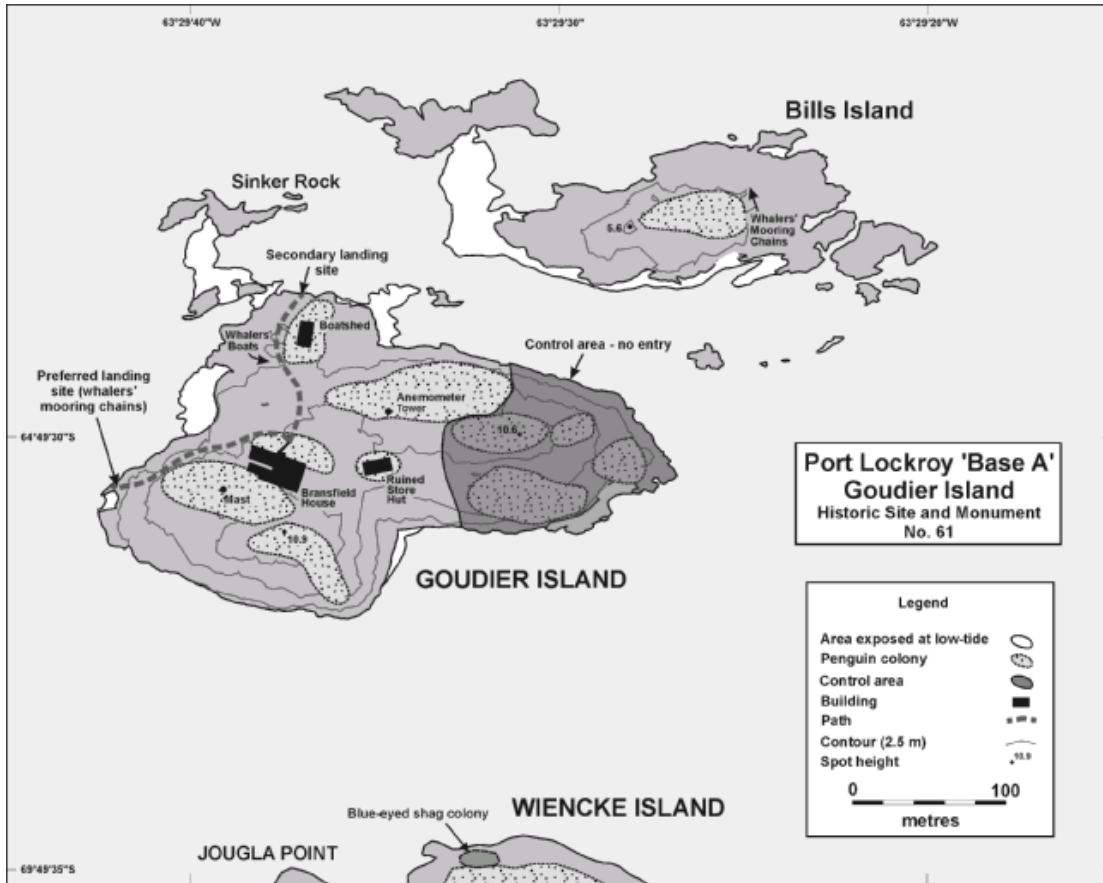 63°29'40"W
63°29'30"
63°29'20"W
Bills Island
Sinker Rock
5.6
Whalers'
Mooring
Chains
Secondary landing
site
Boatshed
Whalers'
Boats
Control area - no entry
Preferred landing
site (whalers'
mooring chains)
Anemometer
Tower
10.6
64°49'30"S
Mast
Bransfield
House
Ruined
Store
Hut
10.9
GOUDIER ISLAND
Port Lockroy 'Base A'
Goudier Island
Historic Site and Monument
No. 61
Legend
Area exposed at low-tide
Penguin colony
Control area
Building
Path
Contour (2.5 m)
Spot height
10.9
0 100
metres
WIENCKE ISLAND
Blue-eyed shag colony
JOUGLA POINT
69°49'35"S